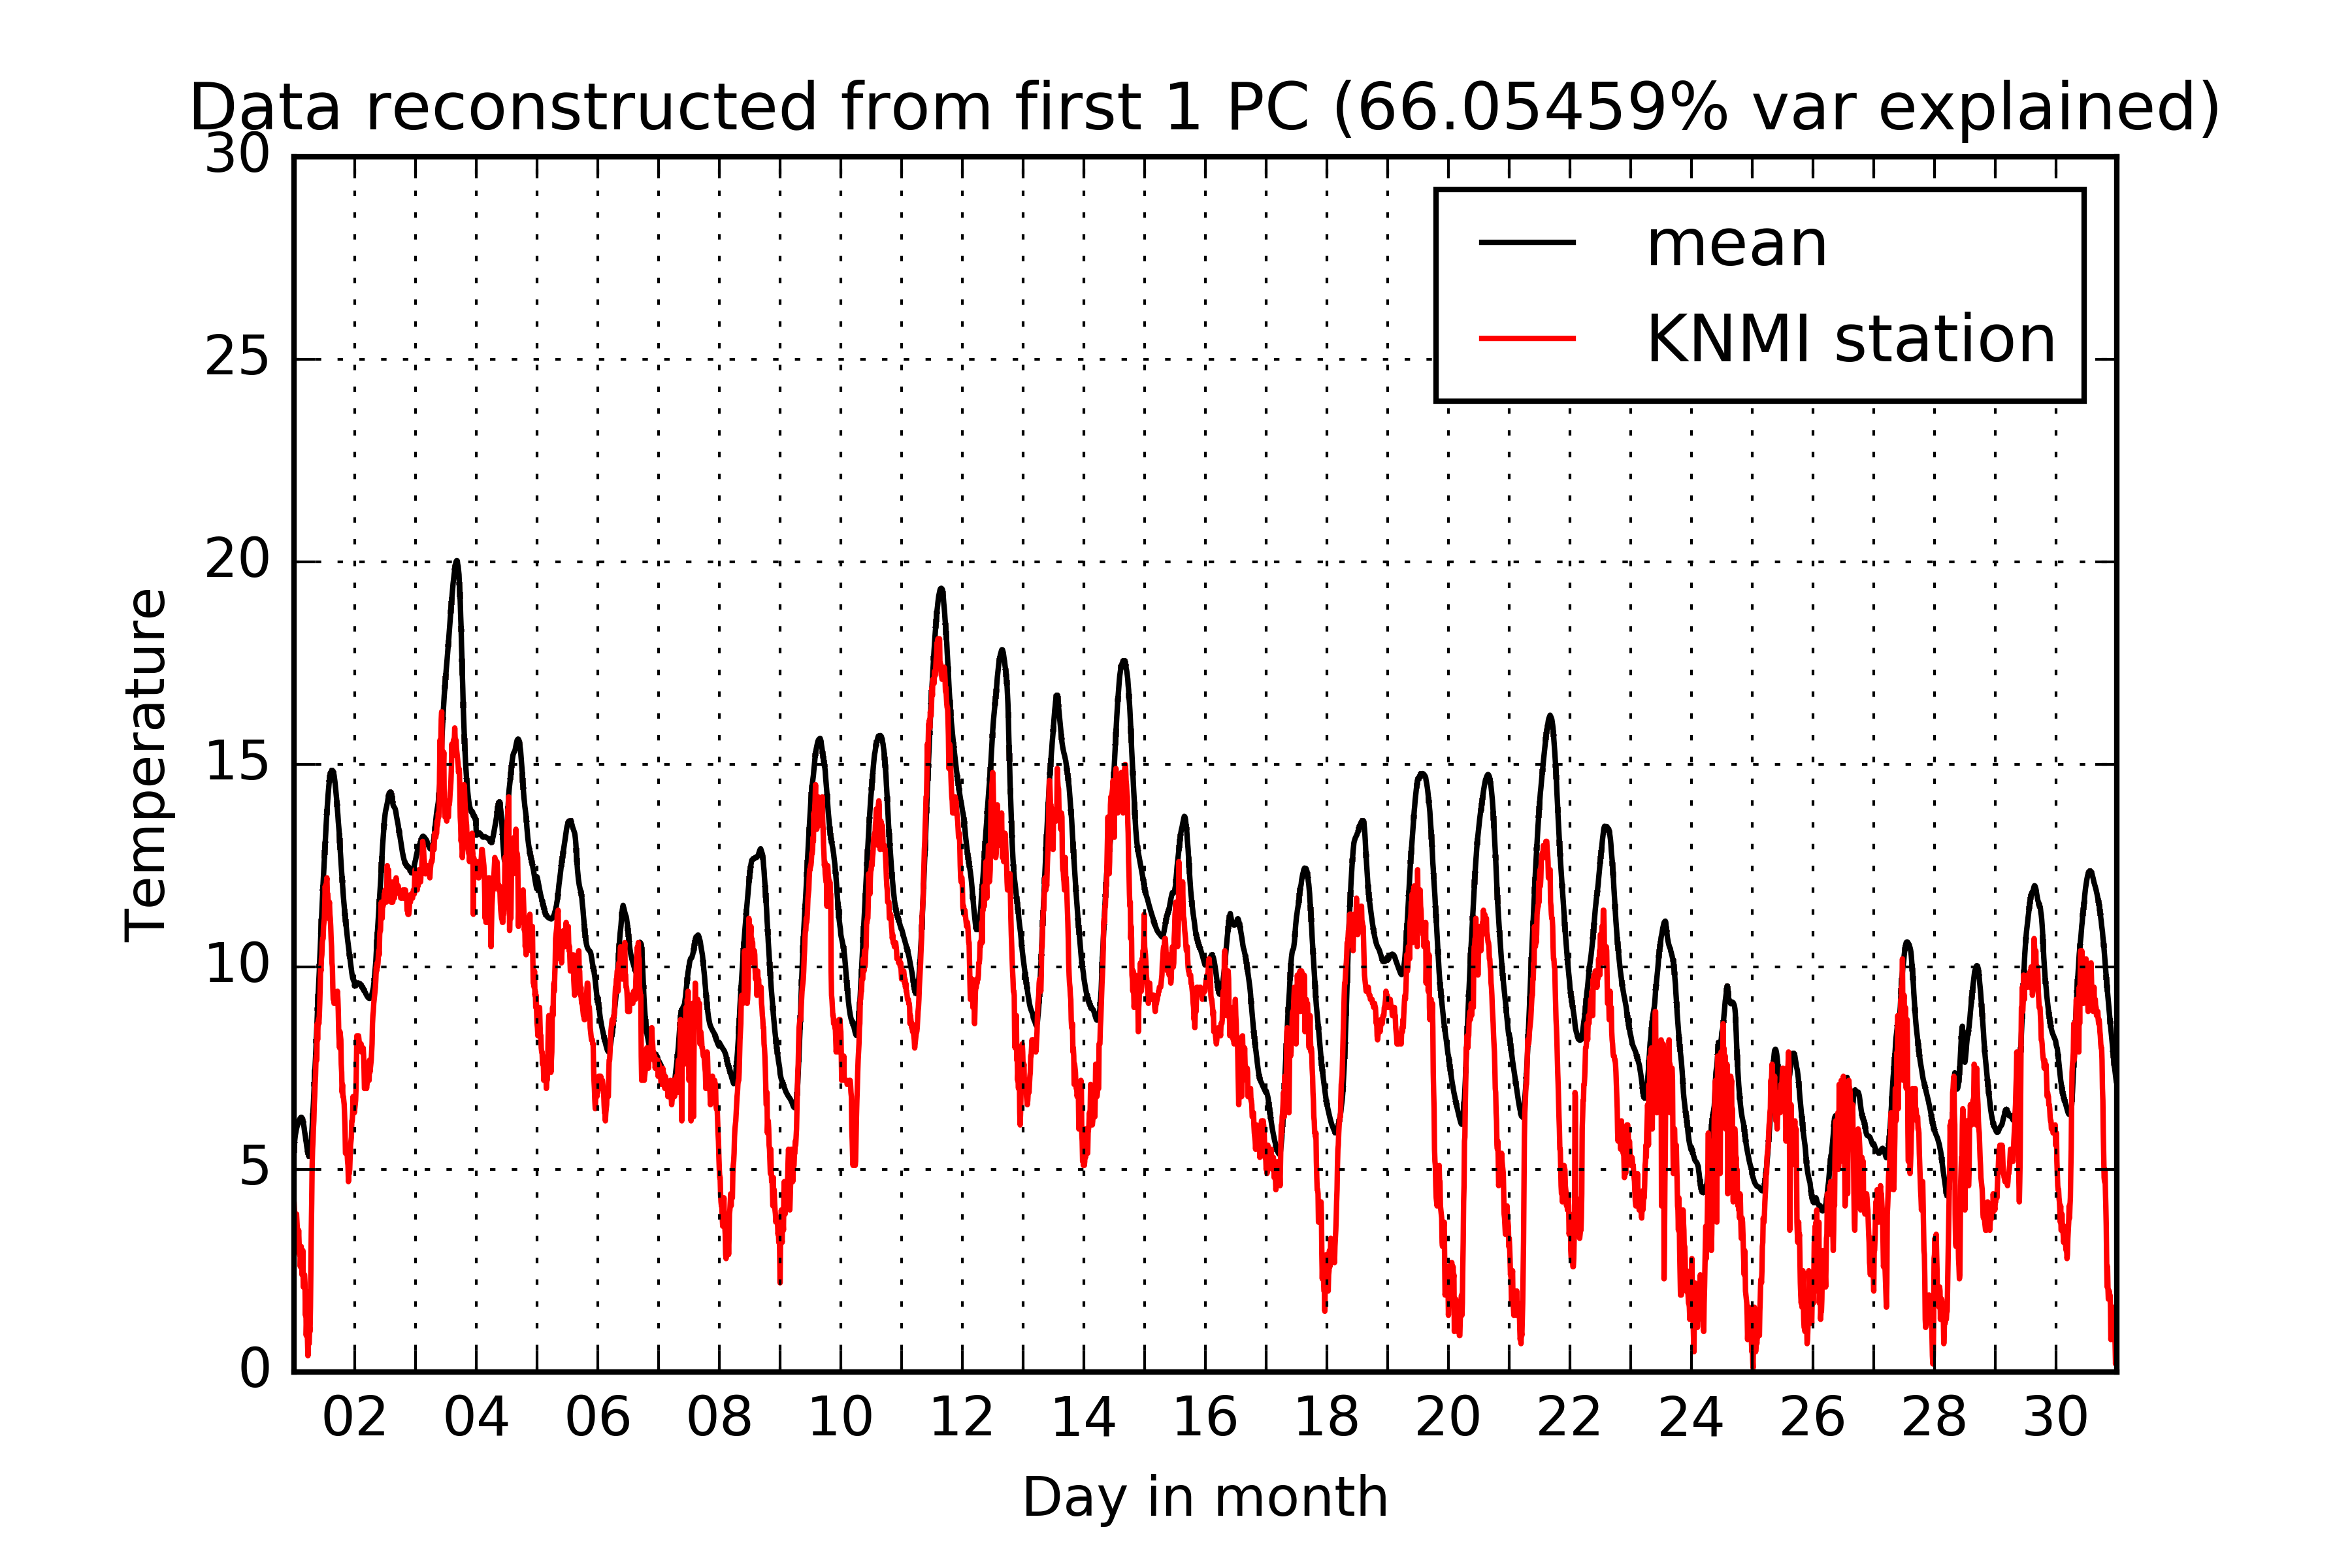 Data reconstructed from first 1 PC (66.05459% var explained)
30
25
20
15
10
5
0
Temperature
mean
KNMI station
02 04 06 08 10 12 14 16 18 20 22 24 26 28 30
Day in month